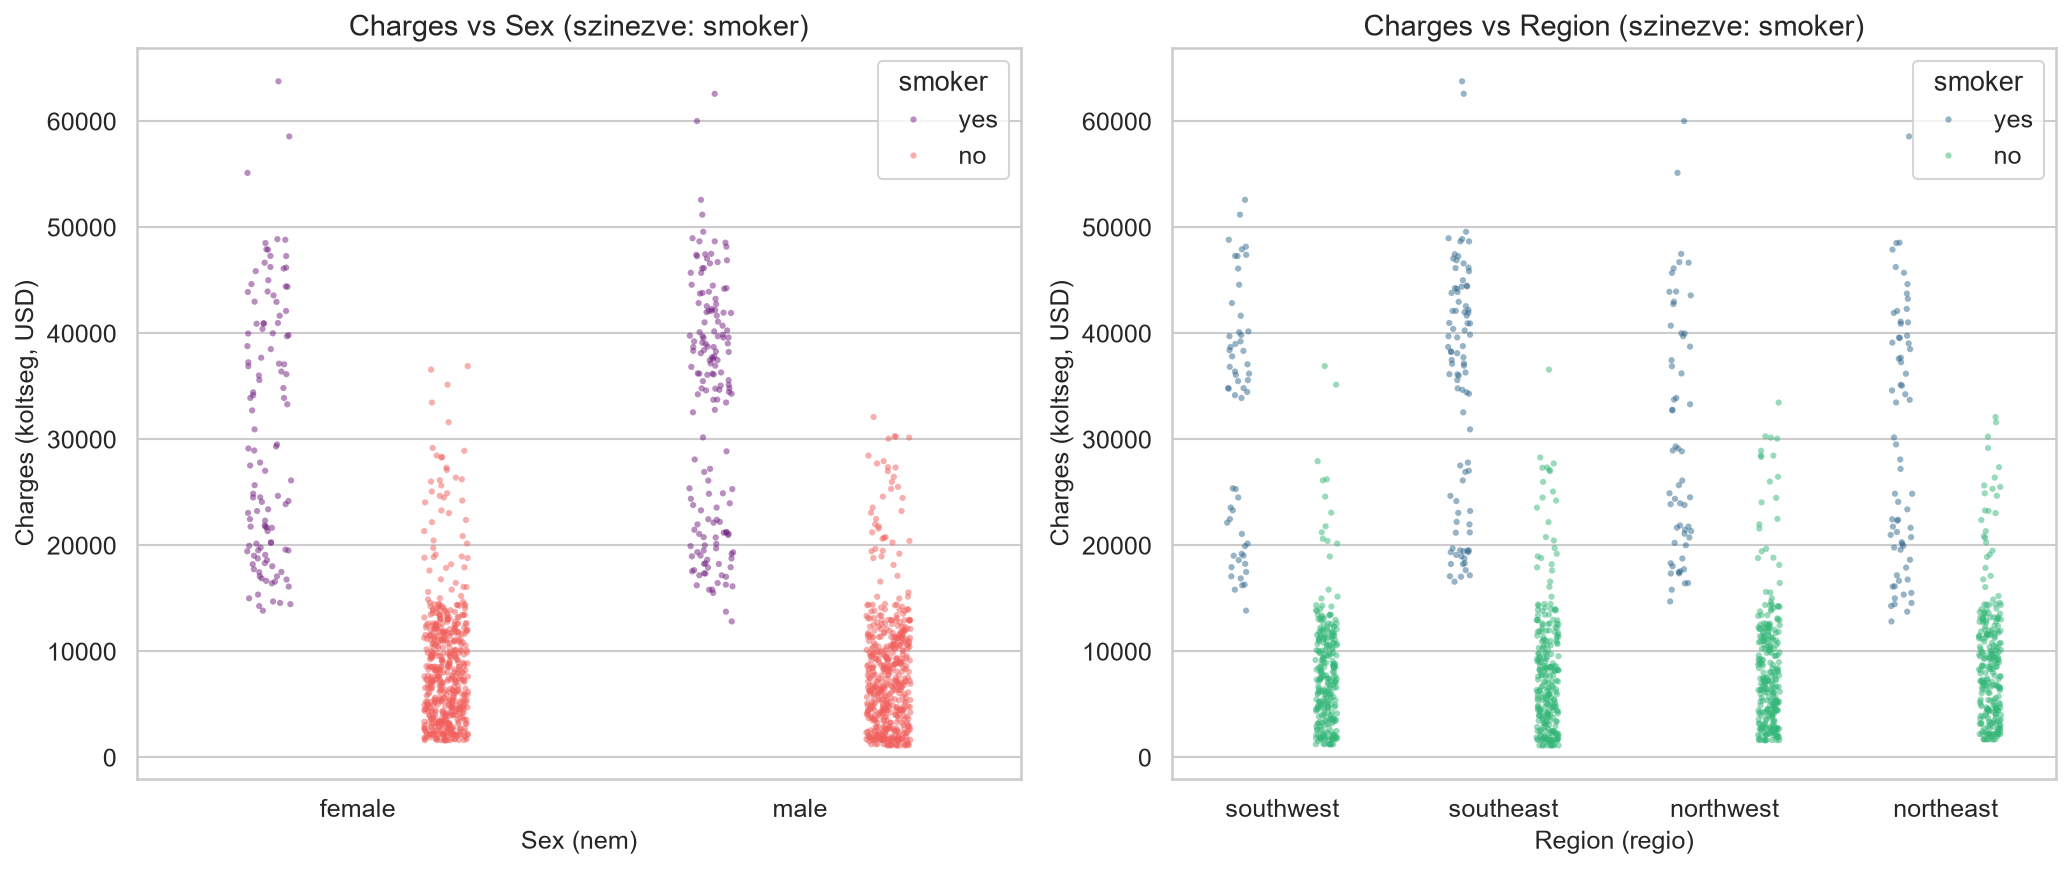 Charges vs Sex (szinezve: smoker)
smoker
yes
no
60000
50000
40000
30000
20000
10000
0
Charges (koltseg, USD)
female
male
Sex (nem)
Charges vs Region (szinezve: smoker)
smoker
yes
no
60000
50000
40000
30000
20000
10000
0
Charges (koltseg, USD)
southwest
southeast
northwest
northeast
Region (regio)